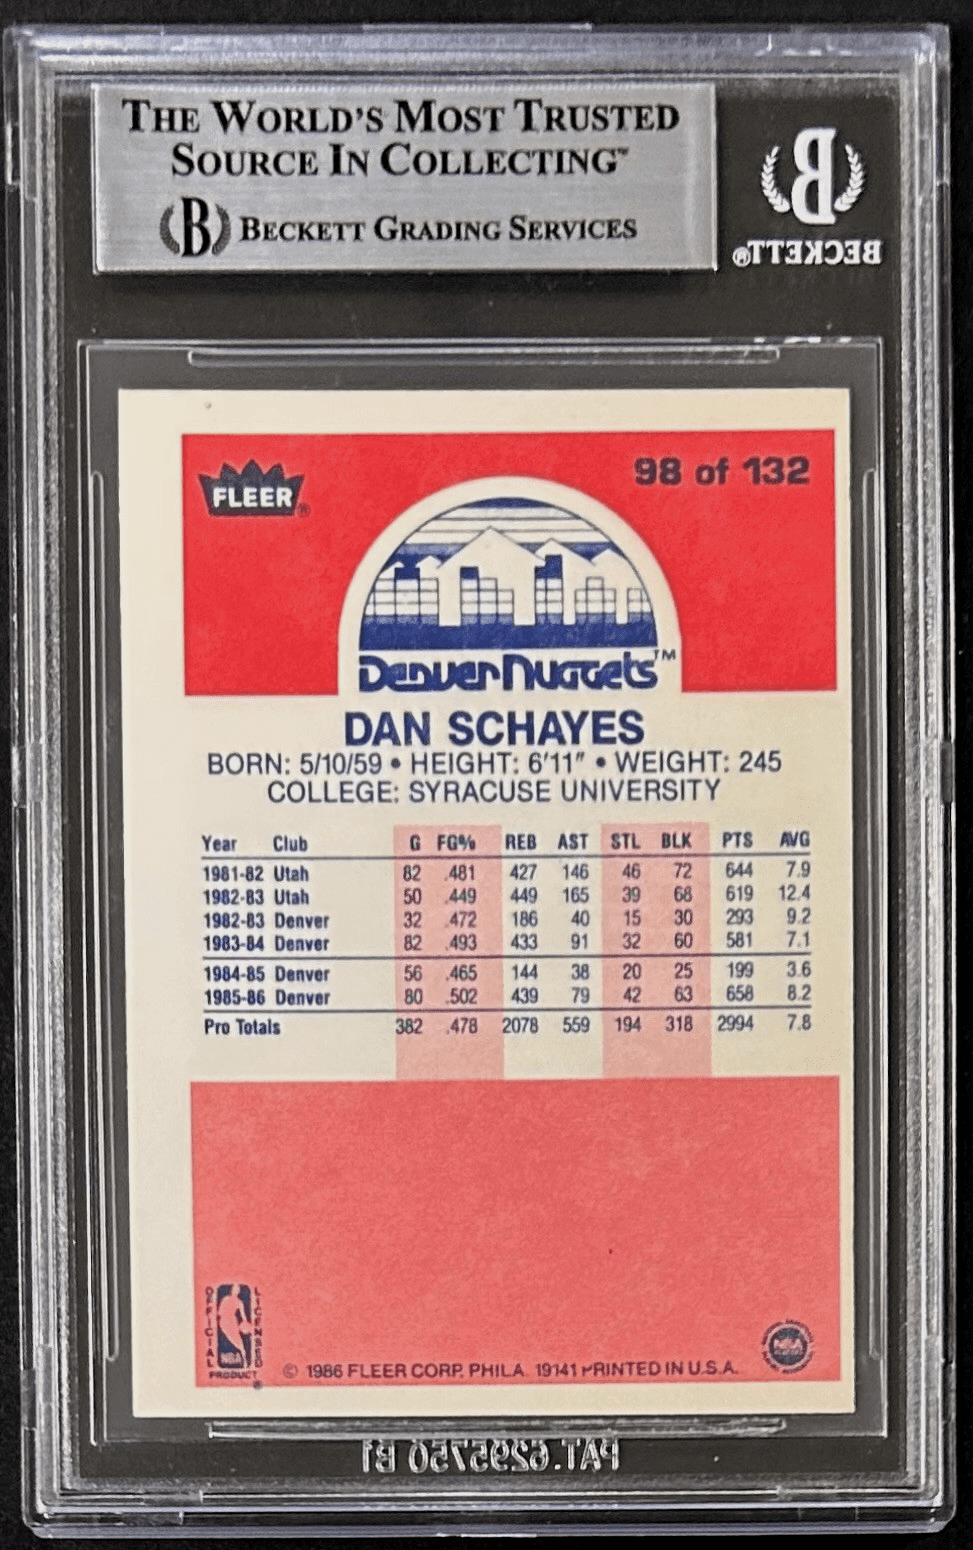 THE WORLD'S MOST TRUSTED
SOURCE IN COLLECTING™
B BECKETT GRADING SERVICES
B
BECKETT®
FLEER®
98 of 132
Denver Nuggets™
DAN SCHAYES
BORN: 5/10/59 • HEIGHT: 6'11" • WEIGHT: 245
COLLEGE: SYRACUSE UNIVERSITY
Year Club G FG% REB AST STL BLK PTS AVG
1981-82 Utah 82 .481 427 146 46 72 644 7.9
1982-83 Utah 50 .449 449 165 39 68 619 12.4
1982-83 Denver 32 .472 186 40 15 30 293 9.2
1983-84 Denver 82 .493 433 91 32 60 581 7.1
1984-85 Denver 56 .465 144 38 20 25 199 3.6
1985-86 Denver 80 .502 439 79 42 63 658 8.2
Pro Totals 382 .478 2078 559 194 318 2994 7.8
OFFICIAL
LICENSED
NBA
PRODUCT®
© 1986 FLEER CORP. PHILA. 19141 PRINTED IN U.S.A.
NBA
PAT.6295750 B1